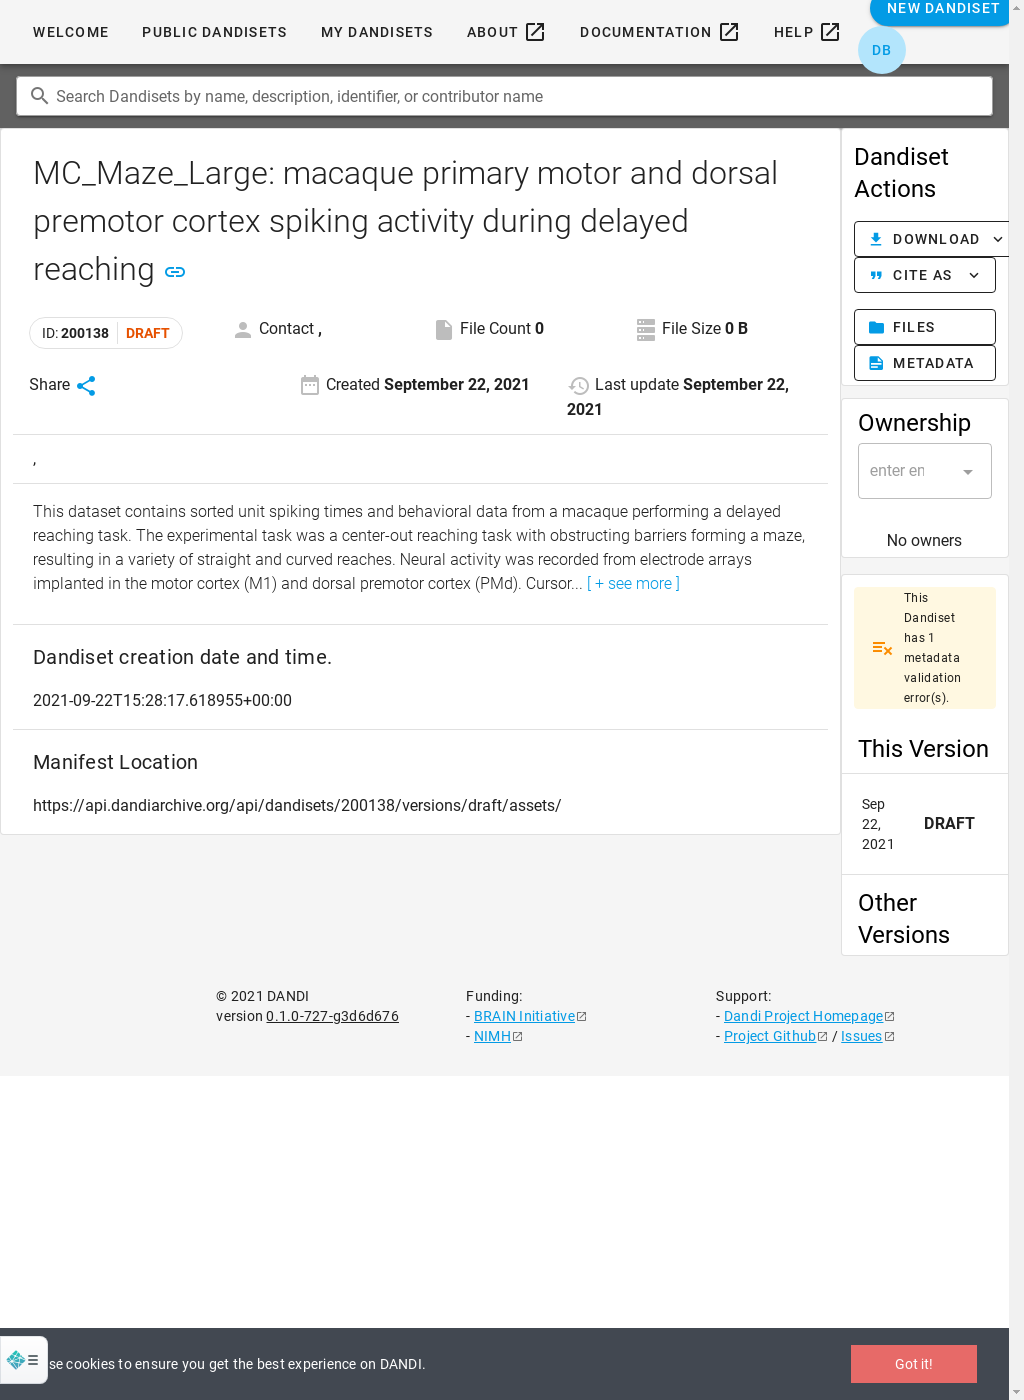 WELCOME
PUBLIC DANDISETS
MY DANDISETS
ABOUT
DOCUMENTATION
HELP
NEW DANDISET
DB
Search Dandisets by name, description, identifier, or contributor name
MC_Maze_Large: macaque primary motor and dorsal
premotor cortex spiking activity during delayed
reaching
ID: 200138 DRAFT
Contact ,
File Count 0
File Size 0 B
Share
Created September 22, 2021
Last update September 22,
2021
,
This dataset contains sorted unit spiking times and behavioral data from a macaque performing a delayed
reaching task. The experimental task was a center-out reaching task with obstructing barriers forming a maze,
resulting in a variety of straight and curved reaches. Neural activity was recorded from electrode arrays
implanted in the motor cortex (M1) and dorsal premotor cortex (PMd). Cursor... [ + see more ]
Dandiset creation date and time.
2021-09-22T15:28:17.618955+00:00
Manifest Location
https://api.dandiarchive.org/api/dandisets/200138/versions/draft/assets/
Dandiset
Actions
DOWNLOAD
CITE AS
FILES
METADATA
Ownership
enter en
No owners
This
Dandiset
has 1
metadata
validation
error(s).
This Version
Sep
22,
2021
DRAFT
Other
Versions
© 2021 DANDI
version 0.1.0-727-g3d6d676
Funding:
- BRAIN Initiative
- NIMH
Support:
- Dandi Project Homepage
- Project Github / Issues
se cookies to ensure you get the best experience on DANDI.
Got it!